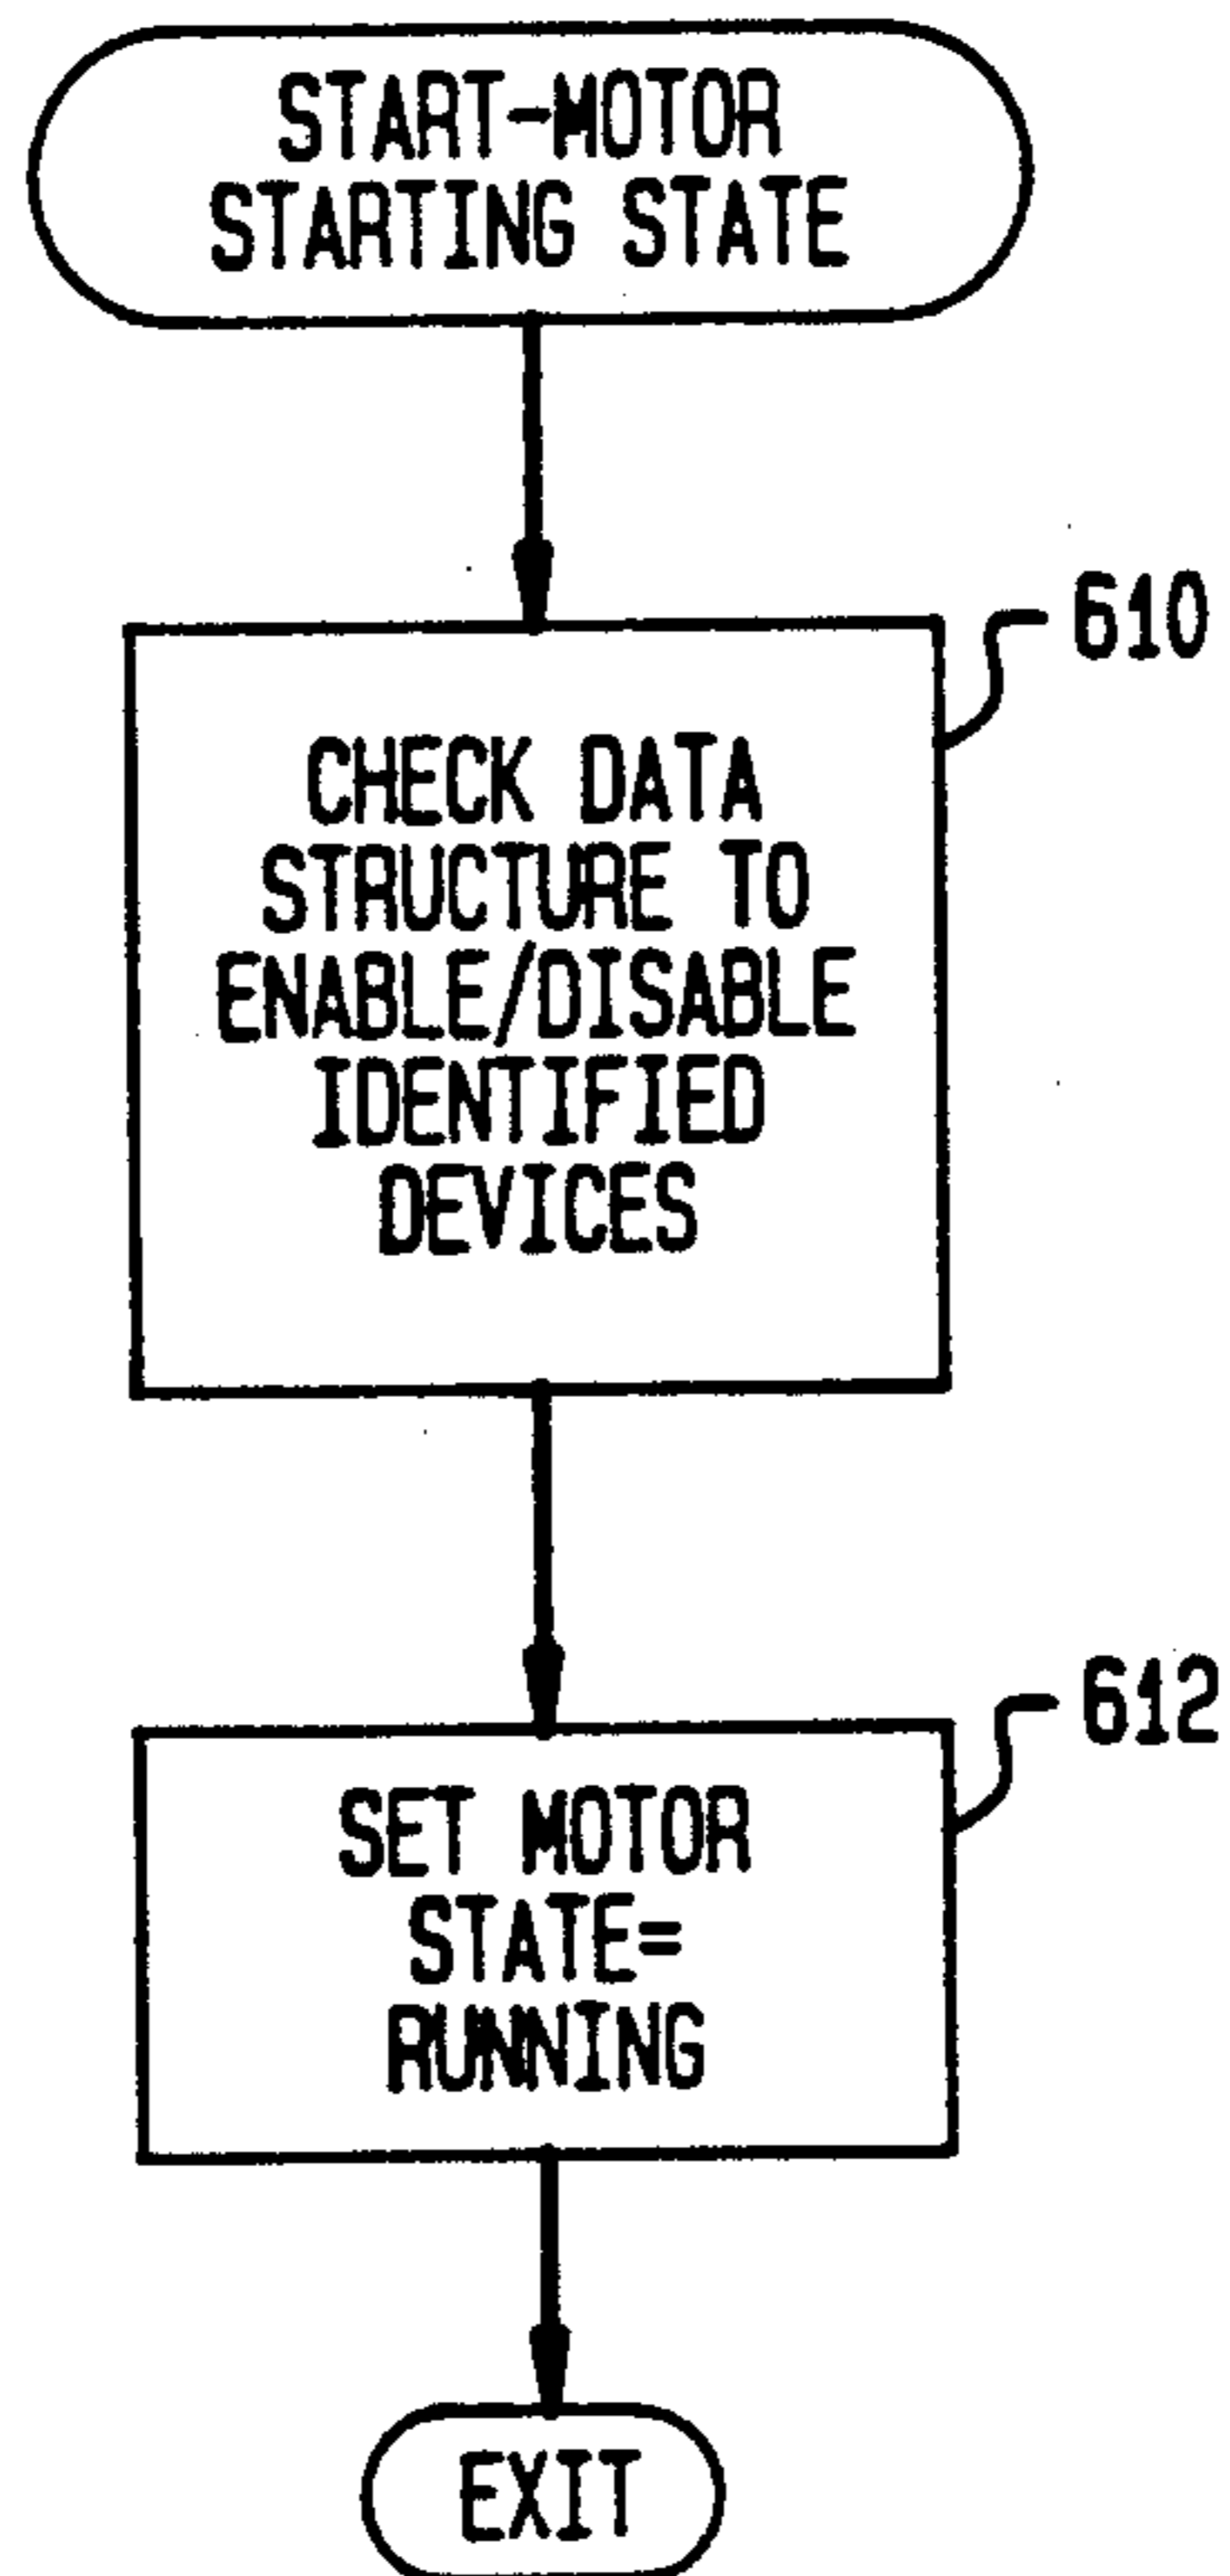 START-MOTOR
STARTING STATE
610
CHECK DATA
STRUCTURE TO
ENABLE/DISABLE
IDENTIFIED
DEVICES
612
SET MOTOR
STATE=
RUNNING
EXIT